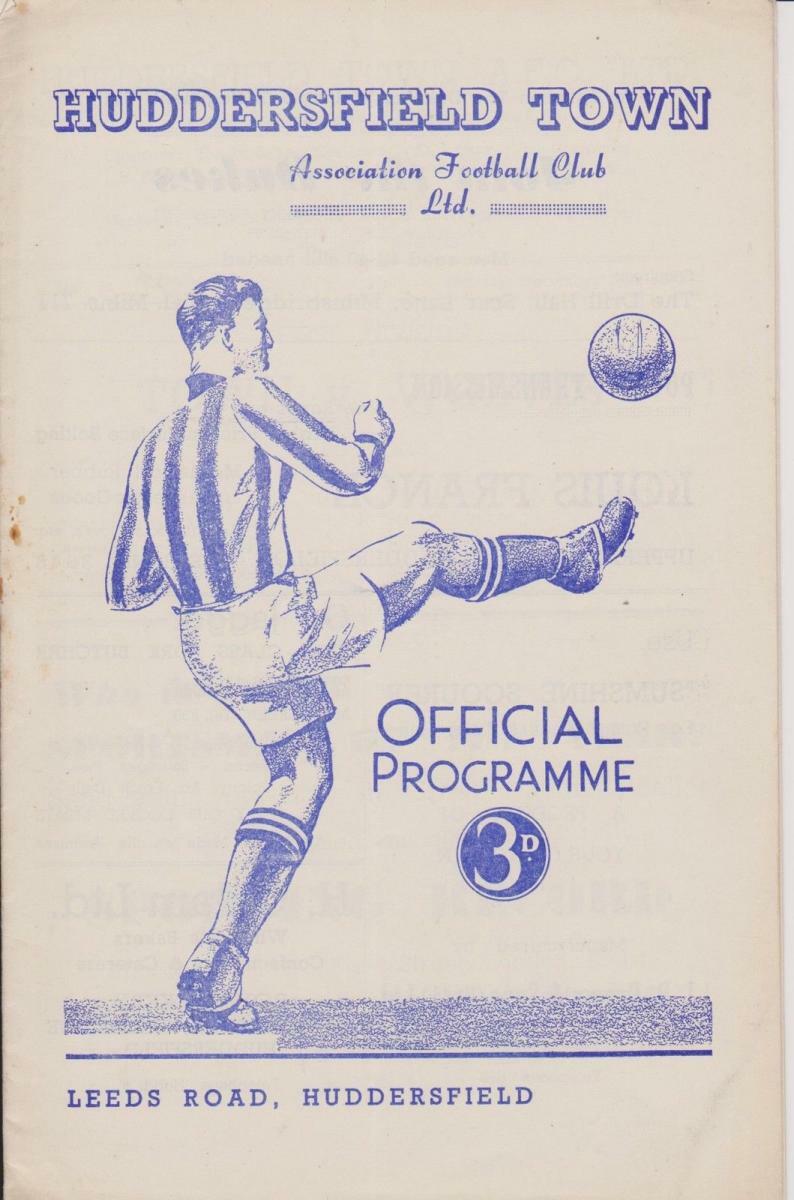 HUDDERSFIELD TOWN
Association Football Club
Ltd.
OFFICIAL
PROGRAMME
3D.
LEEDS ROAD, HUDDERSFIELD